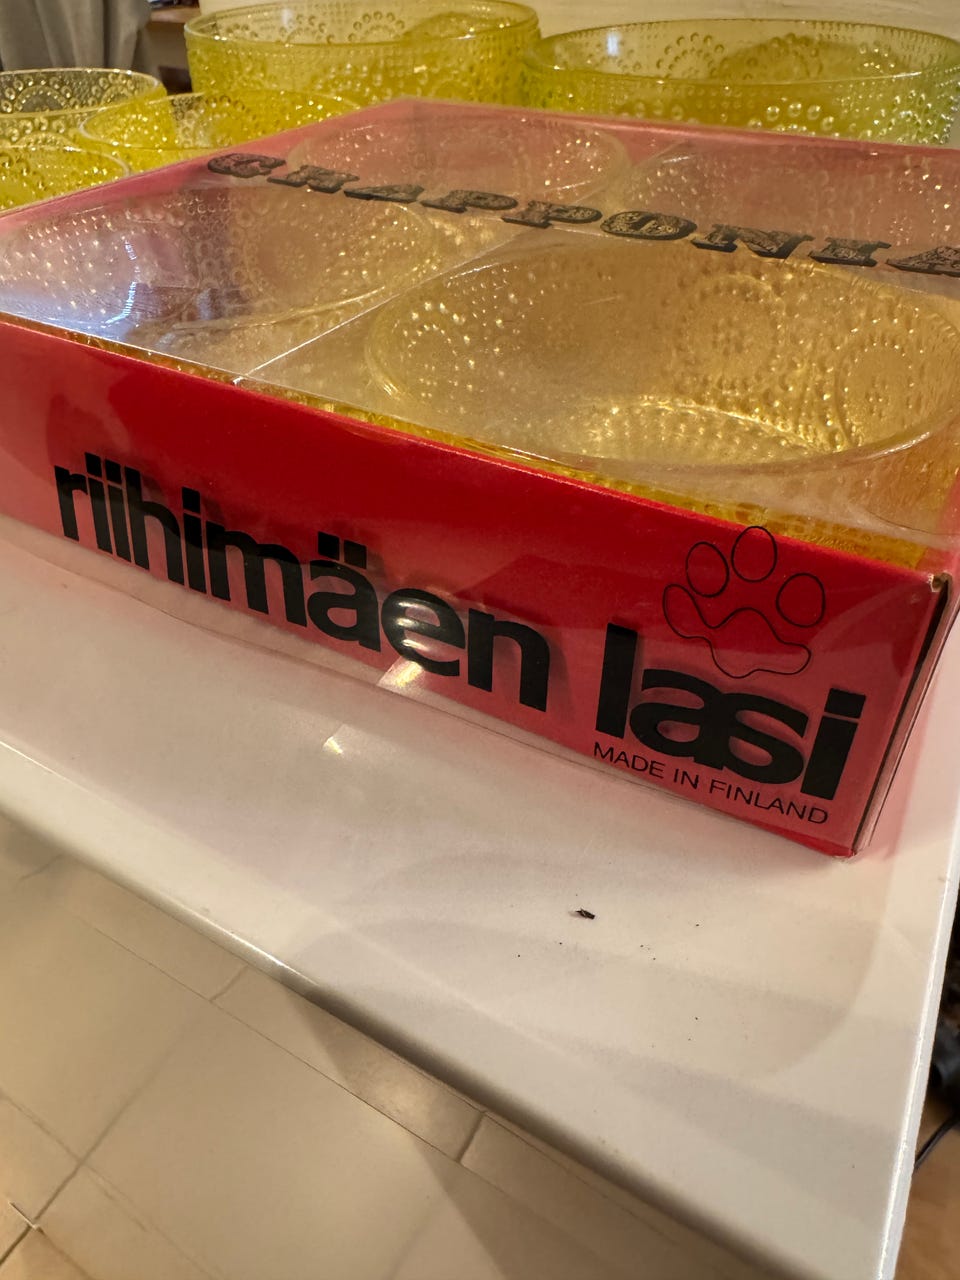 GRAPPONIA
riihimäen lasi
MADE IN FINLAND